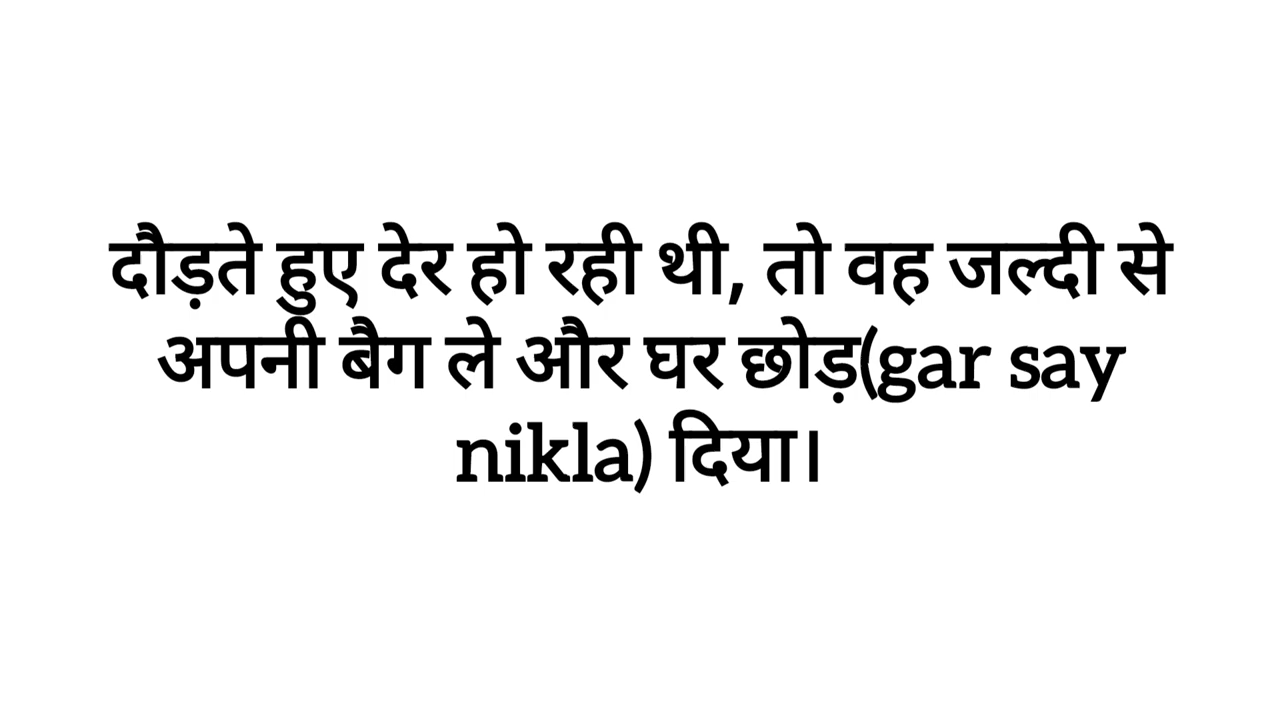 दौड़ते हुए देर हो रही थी, तो वह जल्दी से
अपनी बैग ले और घर छोड़(gar say
nikla) दिया।